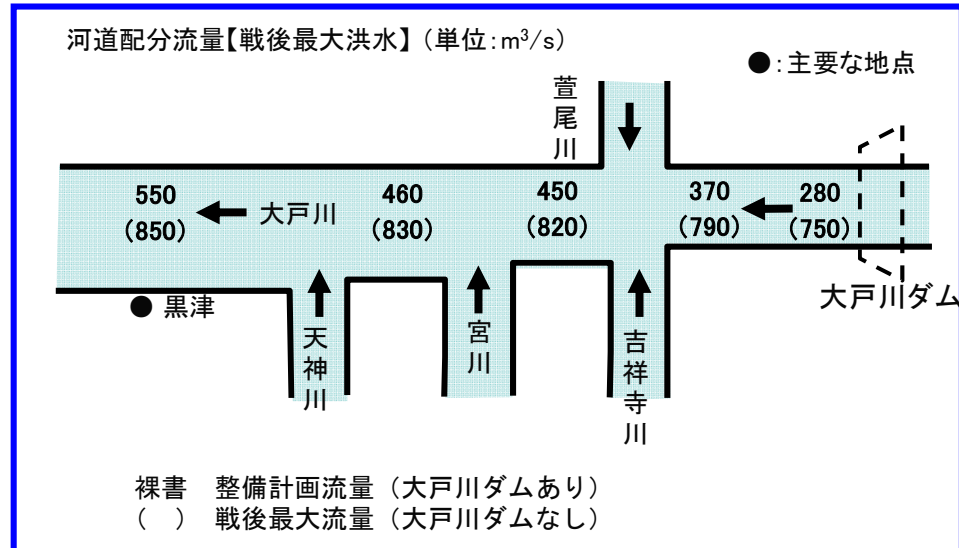 河道配分流量【戦後最大洪水】(単位:m³/s)
●:主要な地点
萱尾川
550
(850)
大戸川
460
(830)
450
(820)
370
(790)
280
(750)
大戸川ダム
● 黒津
天神川
宮川
吉祥寺川
裸書 整備計画流量(大戸川ダムあり)
( ) 戦後最大流量(大戸川ダムなし)